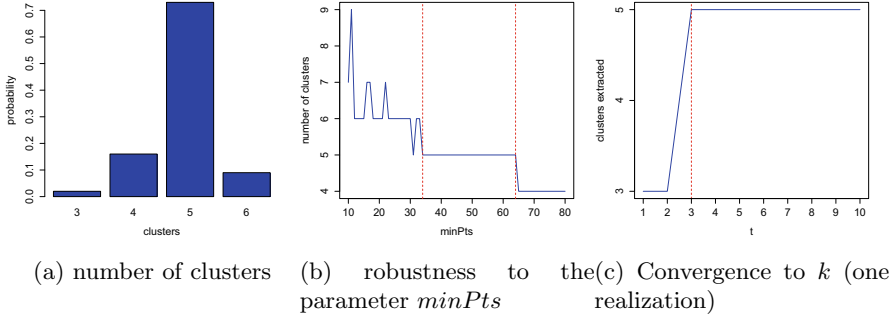 0.7
0.6
0.5
0.4
0.3
0.2
0.1
0.0
probability
3 4 5 6
clusters
9
8
7
6
5
4
number of clusters
10 20 30 40 50 60 70 80
minPts
5
4
3
clusters extracted
1 2 3 4 5 6 7 8 9 10
t
(a) number of clusters
(b) robustness to the
parameter minPts
(c) Convergence to k (one
realization)